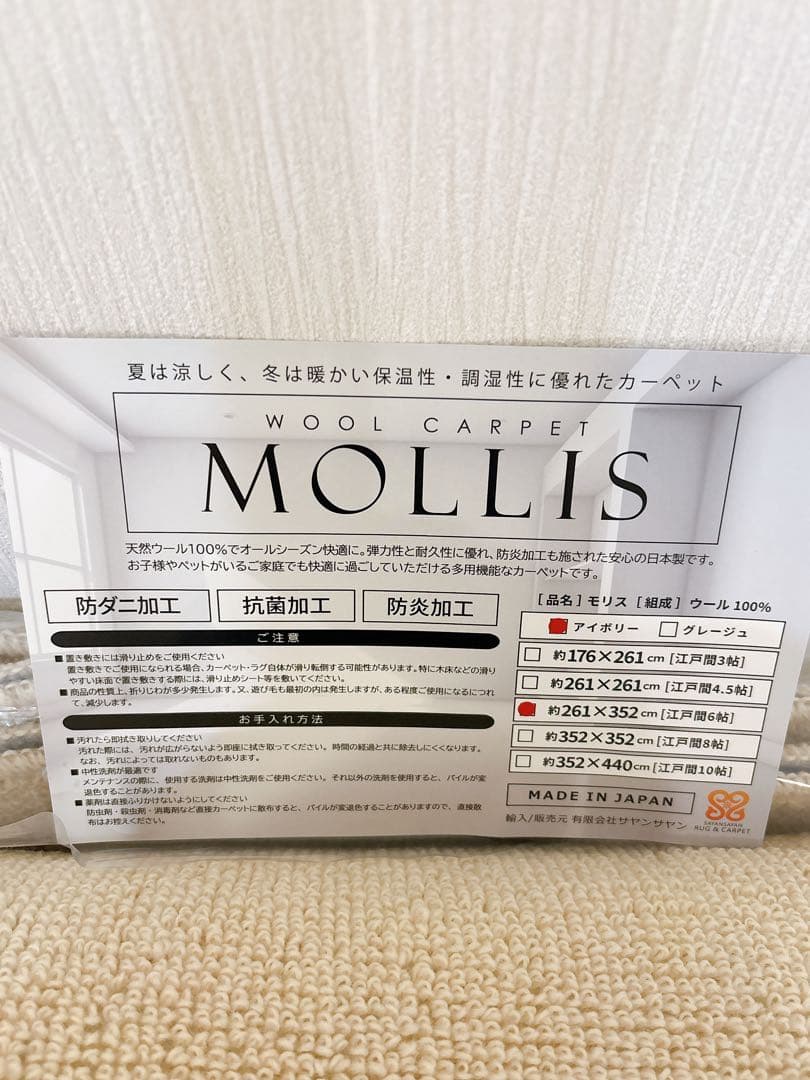 夏は涼しく、冬は暖かい保温性・調湿性に優れたカーペット
WOOL CARPET
MOLLIS
天然ウール100%でオールシーズン快適に。弾力性と耐久性に優れ、防炎加工も施された安心の日本製です。
お子様やペットがいるご家庭でも快適に過ごしていただける多用機能なカーペットです。
防ダニ加工 抗菌加工 防炎加工
ご注意
■置き敷きには滑り止めをご使用ください
置き敷きでご使用になられる場合、カーペット・ラグ自体が滑り転倒する可能性があります。特に木床などの滑り
やすい床面で置き敷きする際には、滑り止めシート等を敷いてください。
■商品の性質上、折りじわが多少発生します。又、遊び毛も最初の内は発生しますが、ある程度ご使用になるにつれ
て、減少します。
お手入れ方法
■汚れたら即拭き取りしてください
汚れた際には、汚れが広がらないよう即座に拭き取ってください。時間の経過と共に除去しにくくなります。
なお、汚れによっては取れないものもあります。
■中性洗剤が最適です
メンテナンスの際に、使用する洗剤は中性洗剤をご使用ください。それ以外の洗剤を使用すると、パイルが変
退色することがあります。
■薬剤は直接ふりかけないようにしてください
防虫剤・殺虫剤・消毒剤など直接カーペットに散布すると、パイルが変退色することがありますので、直接散
布はお控えください。
[品名]モリス [組成] ウール100%
アイボリー グレージュ
約176×261cm[江戸間3帖]
約261×261cm[江戸間4.5帖]
約261×352cm[江戸間6帖]
約352×352cm[江戸間8帖]
約352×440cm[江戸間10帖]
MADE IN JAPAN
輸入/販売元 有限会社サヤンサヤン
SAYANSAYAN
RUG & CARPET